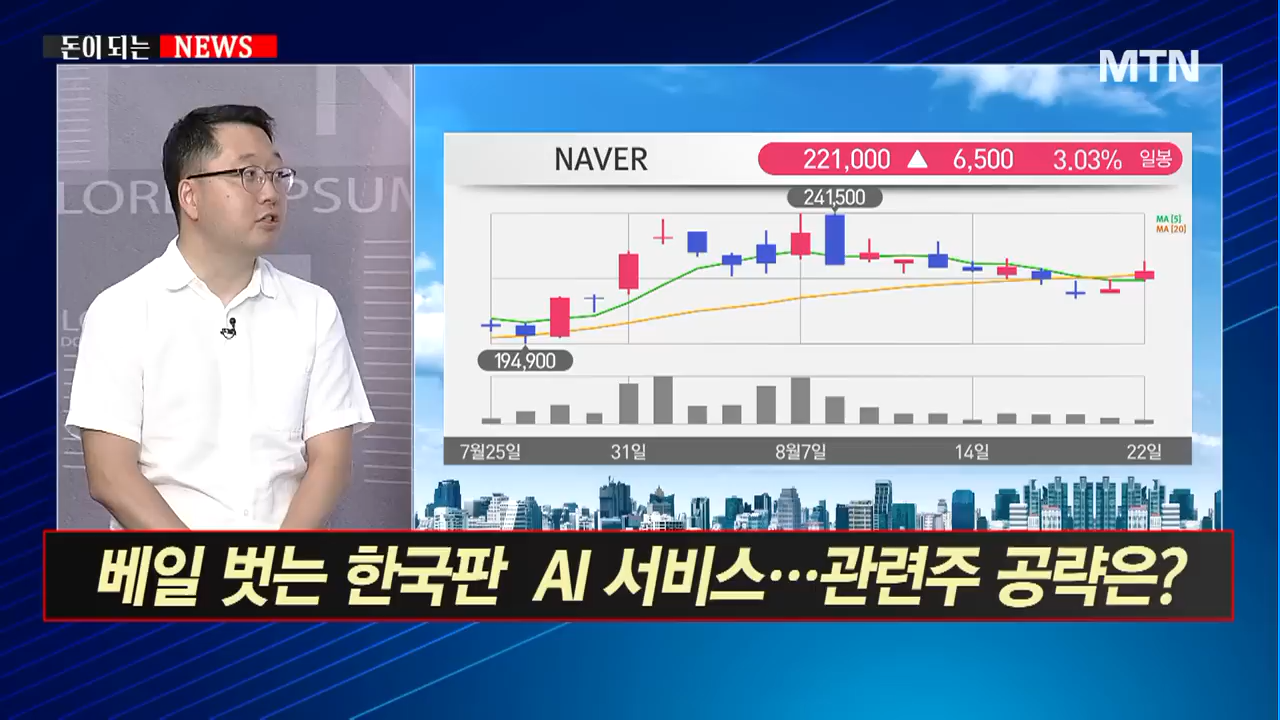 돈이 되는 NEWS
MTN
LOREM IPSUM
NAVER
221,000 ▲ 6,500 3.03% 일봉
241,500
MA [5]
MA [20]
194,900
7월25일 31일 8월7일 14일 22일
베일 벗는 한국판 AI 서비스…관련주 공략은?